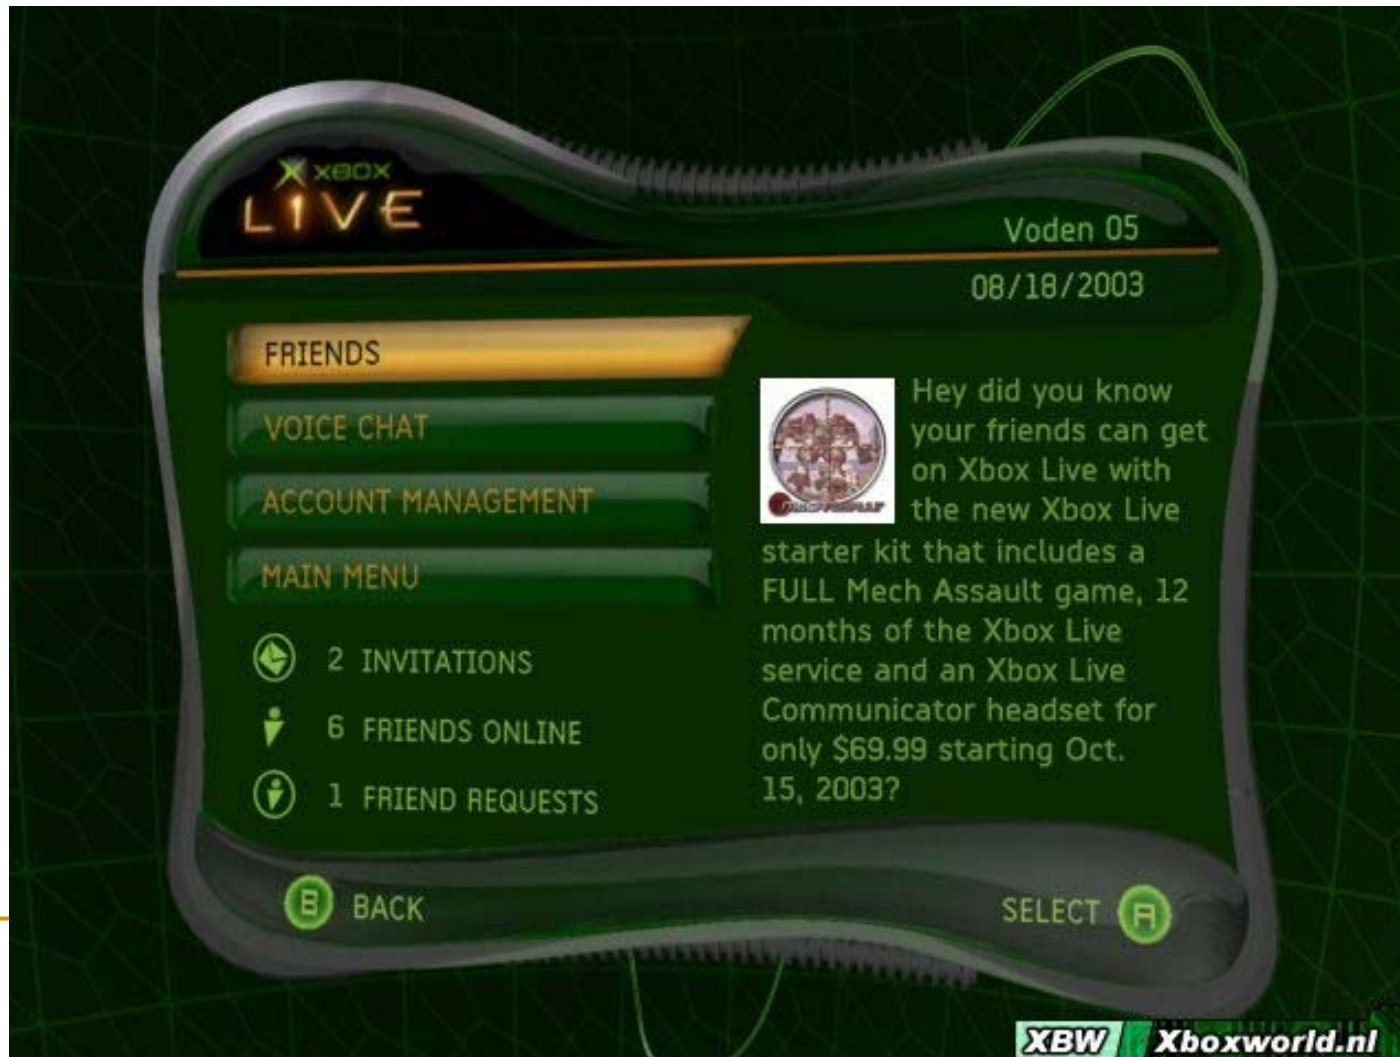 XBOX
LIVE
Voden 05
08/18/2003
FRIENDS
VOICE CHAT
ACCOUNT MANAGEMENT
MAIN MENU
2 INVITATIONS
6 FRIENDS ONLINE
1 FRIEND REQUESTS
Hey did you know
your friends can get
on Xbox Live with
the new Xbox Live
starter kit that includes a
FULL Mech Assault game, 12
months of the Xbox Live
service and an Xbox Live
Communicator headset for
only $69.99 starting Oct.
15, 2003?
B BACK
SELECT A
XBW Xboxworld.nl